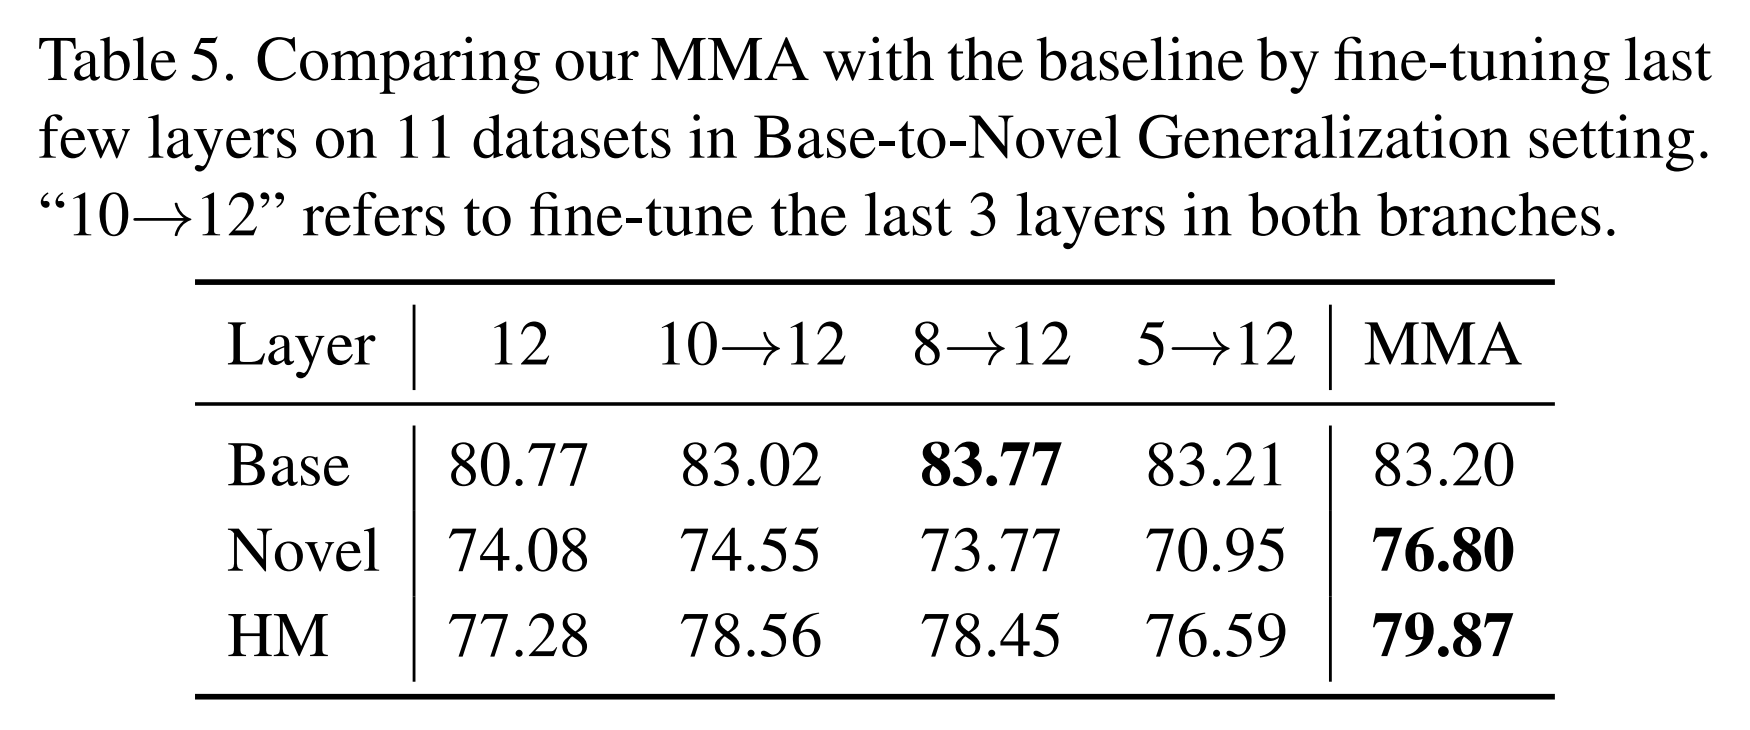 Table 5. Comparing our MMA with the baseline by fine-tuning last
few layers on 11 datasets in Base-to-Novel Generalization setting.
“10→12” refers to fine-tune the last 3 layers in both branches.
Layer 12 10→12 8→12 5→12 MMA
Base 80.77 83.02 83.77 83.21 83.20
Novel 74.08 74.55 73.77 70.95 76.80
HM 77.28 78.56 78.45 76.59 79.87